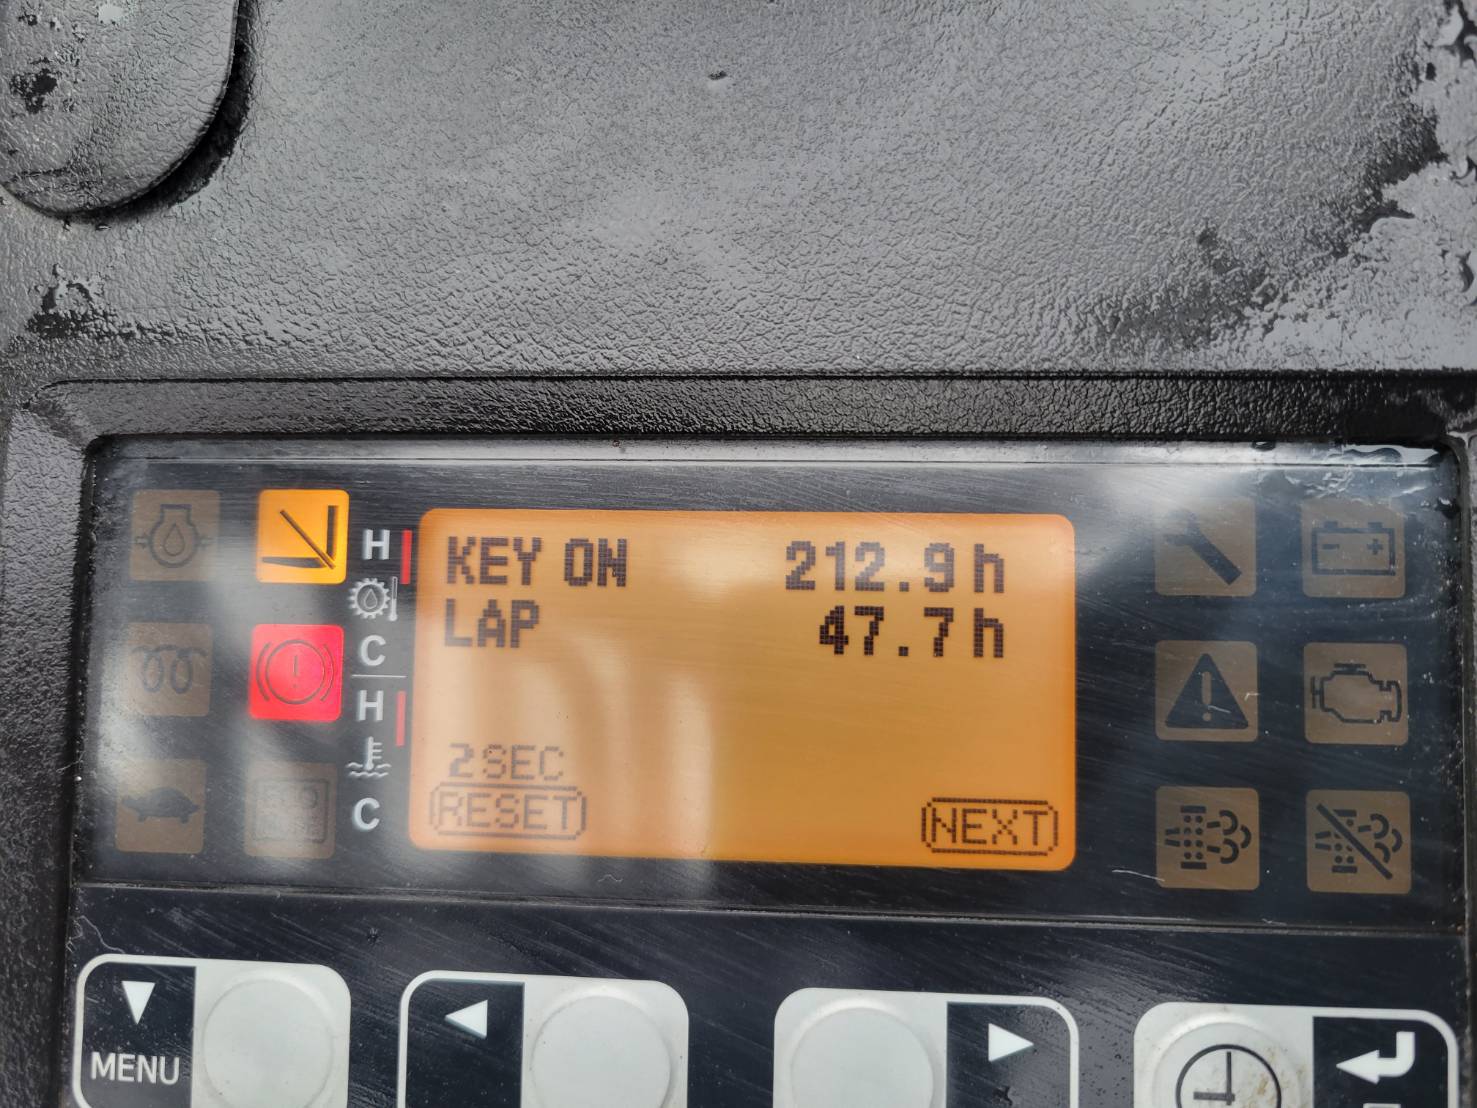 H
C
H
C
KEY ON 212.9 h
LAP 47.7 h
2 SEC
RESET
NEXT
MENU